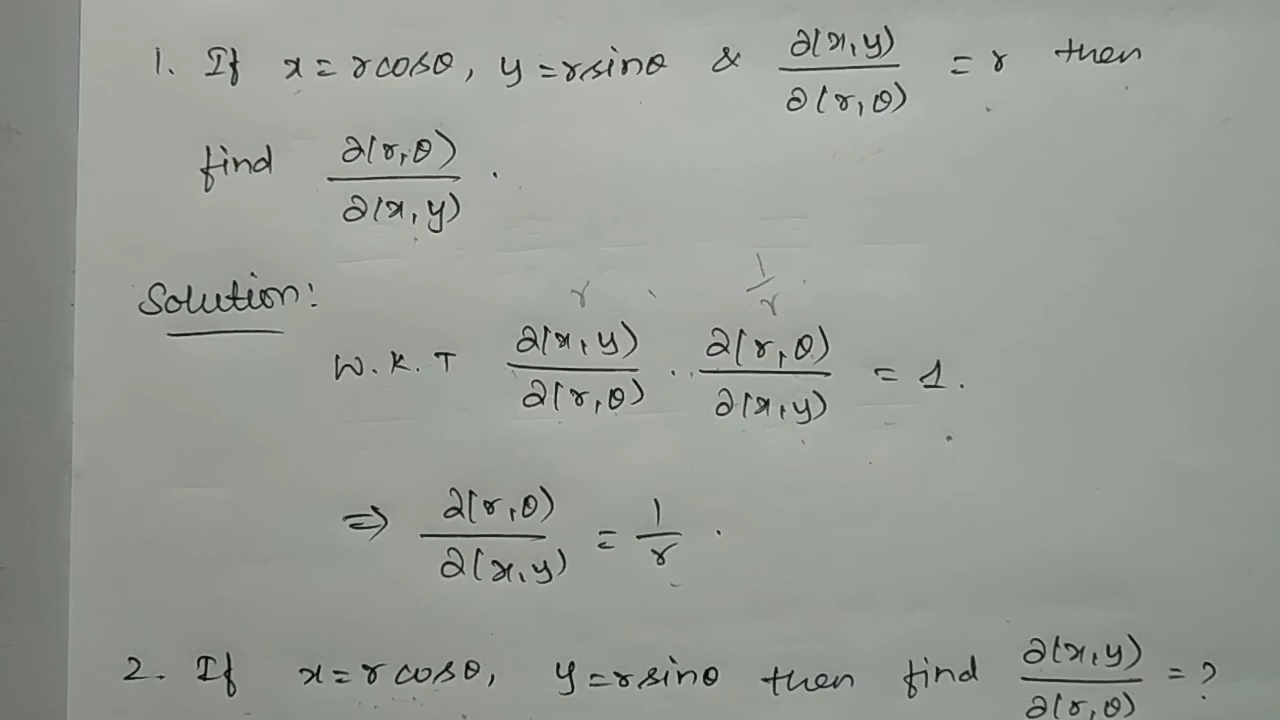 1. If x = r cosθ, y = r sinθ & ∂(x,y)/∂(r,θ) = r then
find ∂(r,θ)/∂(x,y) .
Solution:
r 1/r
W.K.T ∂(x,y)/∂(r,θ) . ∂(r,θ)/∂(x,y) = 1.
⇒ ∂(r,θ)/∂(x,y) = 1/r .
2. If x = r cosθ, y = r sinθ then find ∂(x,y)/∂(r,θ) = ?